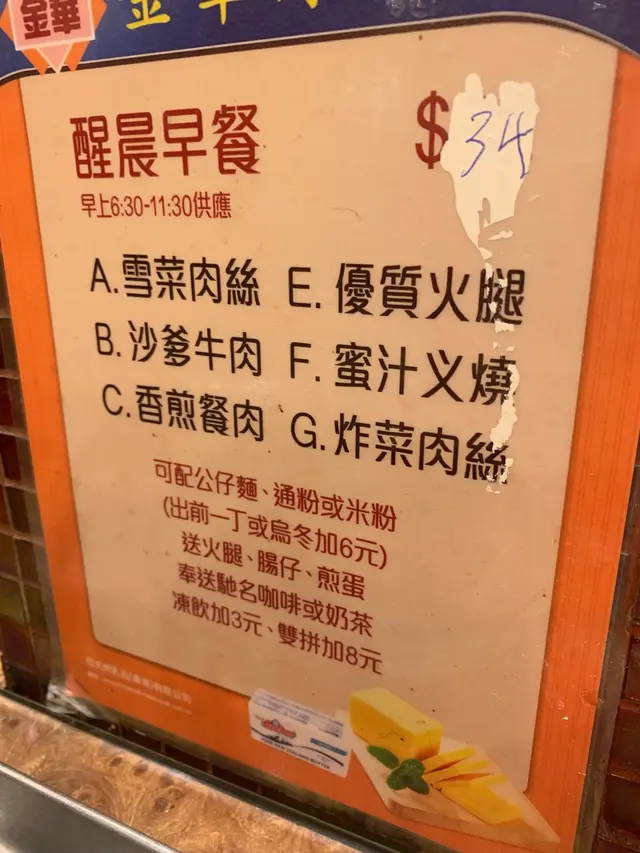 金華
醒晨早餐 $34
早上6:30-11:30供應
A.雪菜肉絲 E.優質火腿
B.沙爹牛肉 F.蜜汁义燒
C.香煎餐肉 G.炸菜肉絲
可配公仔麵、通粉或米粉
(出前一丁或烏冬加6元)
送火腿、腸仔、煎蛋
奉送馳名咖啡或奶茶
凍飲加3元、雙拼加8元